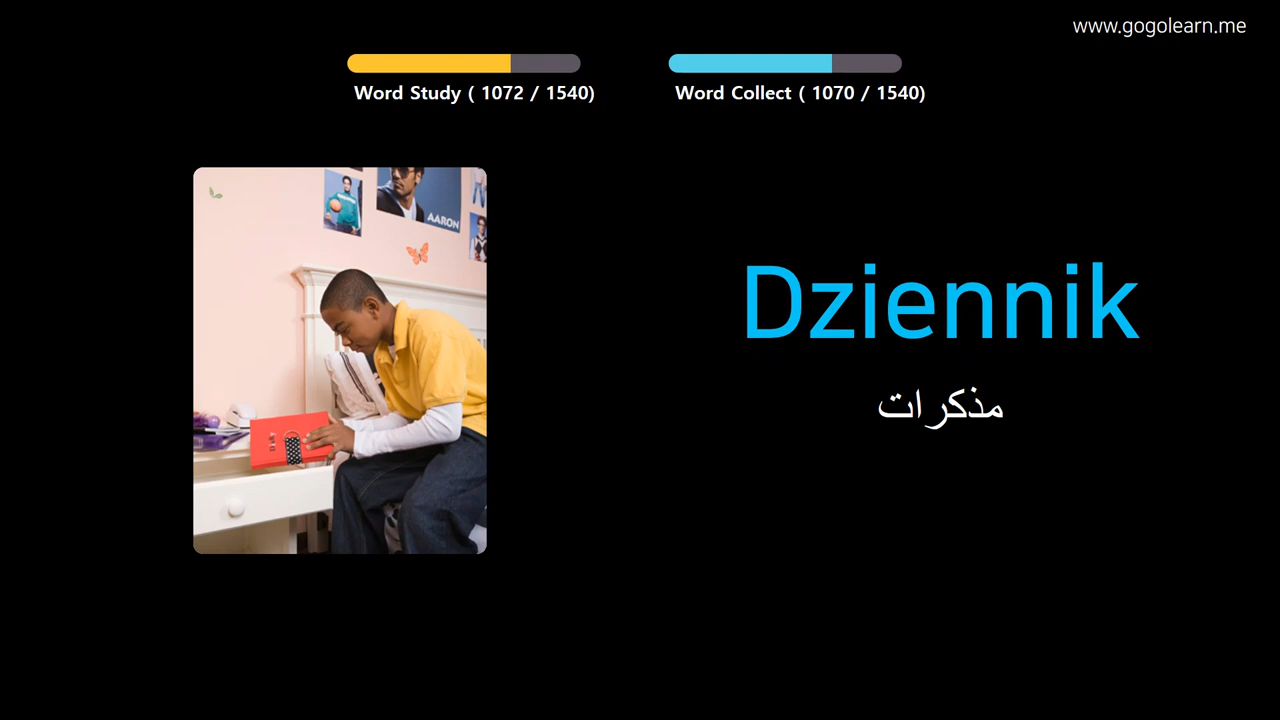 www.gogolearn.me
Word Study ( 1072 / 1540)
Word Collect ( 1070 / 1540)
AARON
Dziennik
مذكرات